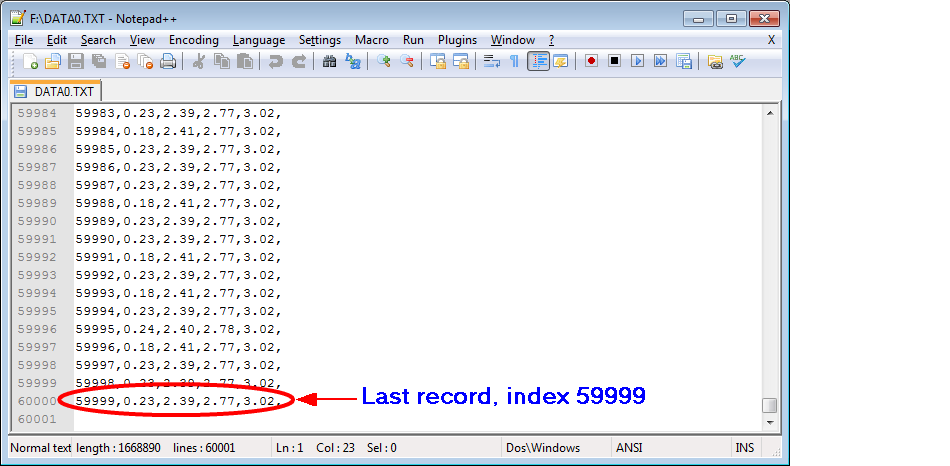 F:\DATA0.TXT - Notepad++
File Edit Search View Encoding Language Settings Macro Run Plugins Window ? X
ABC
DATA0.TXT
59984 59983,0.23,2.39,2.77,3.02,
59985 59984,0.18,2.41,2.77,3.02,
59986 59985,0.23,2.39,2.77,3.02,
59987 59986,0.23,2.39,2.77,3.02,
59988 59987,0.23,2.39,2.77,3.02,
59989 59988,0.18,2.41,2.77,3.02,
59990 59989,0.23,2.39,2.77,3.02,
59991 59990,0.23,2.39,2.77,3.02,
59992 59991,0.18,2.41,2.77,3.02,
59993 59992,0.23,2.39,2.77,3.02,
59994 59993,0.18,2.41,2.77,3.02,
59995 59994,0.23,2.39,2.77,3.02,
59996 59995,0.24,2.40,2.78,3.02,
59997 59996,0.18,2.41,2.77,3.02,
59998 59997,0.23,2.39,2.77,3.02,
59999 59998,0.23,2.39,2.77,3.02,
60000 59999,0.23,2.39,2.77,3.02, Last record, index 59999
60001
Normal text length : 1668890 lines : 60001 Ln : 1 Col : 23 Sel : 0 Dos\Windows ANSI INS